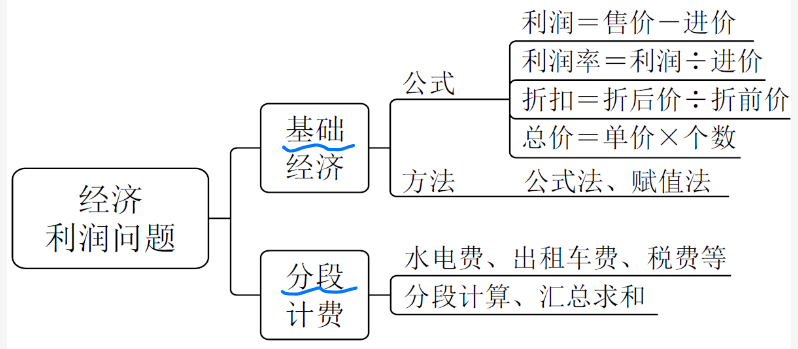 经济
利润问题
基础
经济
公式
利润＝售价－进价
利润率＝利润÷进价
折扣＝折后价÷折前价
总价＝单价×个数
方法
公式法、赋值法
分段
计费
水电费、出租车费、税费等
分段计算、汇总求和